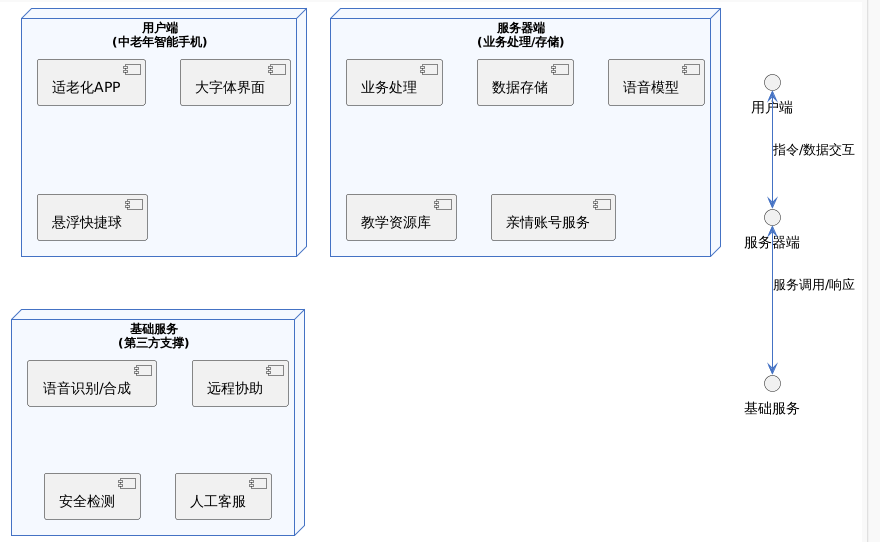 用户端
(中老年智能手机)
适老化APP
大字体界面
悬浮快捷球
服务器端
(业务处理/存储)
业务处理
数据存储
语音模型
教学资源库
亲情账号服务
基础服务
(第三方支撑)
语音识别/合成
远程协助
安全检测
人工客服
用户端
指令/数据交互
服务器端
服务调用/响应
基础服务